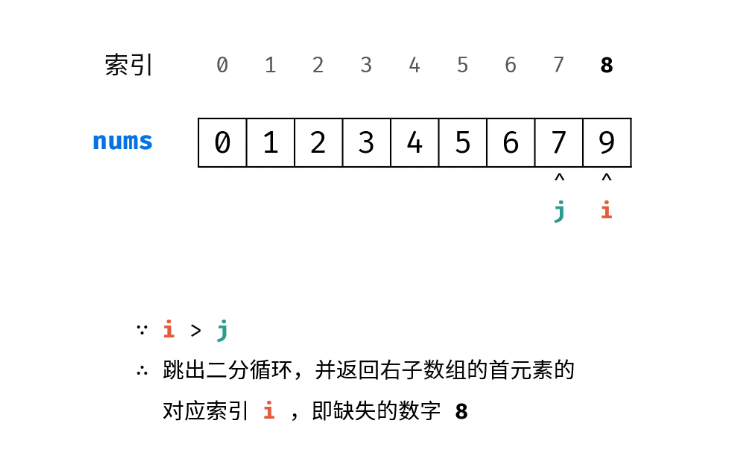 索引 0 1 2 3 4 5 6 7 8
nums 0 1 2 3 4 5 6 7 9
^ ^
j i
∵ i > j
∴ 跳出二分循环，并返回右子数组的首元素的
对应索引 i ，即缺失的数字 8